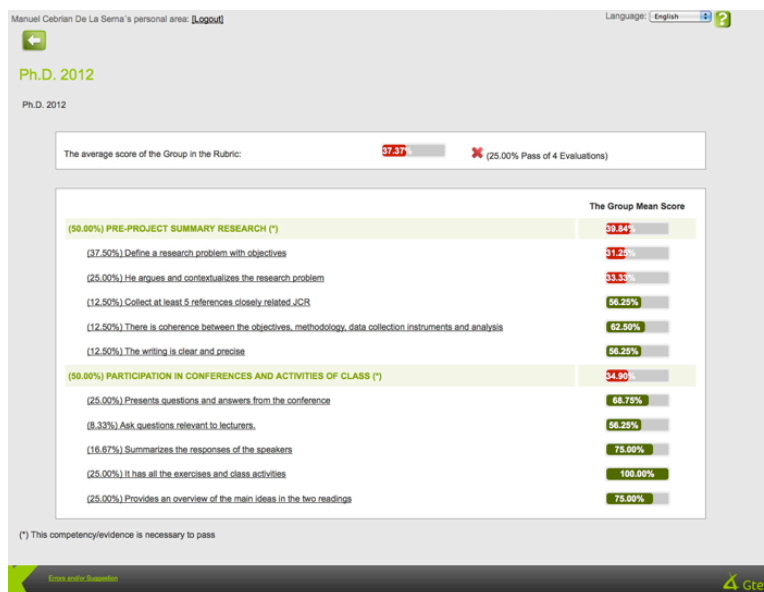 Manuel Cebrian De La Serna´s personal area: [Logout]
Language: English
?
Ph.D. 2012
Ph.D. 2012
The average score of the Group in the Rubric: 37.37% (25.00% Pass of 4 Evaluations)
The Group Mean Score
(50.00%) PRE-PROJECT SUMMARY RESEARCH (*) 39.84%
(37.50%) Define a research problem with objectives 31.25%
(25.00%) He argues and contextualizes the research problem 33.33%
(12.50%) Collect at least 5 references closely related JCR 56.25%
(12.50%) There is coherence between the objectives, methodology, data collection instruments and analysis 62.50%
(12.50%) The writing is clear and precise 56.25%
(50.00%) PARTICIPATION IN CONFERENCES AND ACTIVITIES OF CLASS (*) 34.90%
(25.00%) Presents questions and answers from the conference 68.75%
(8.33%) Ask questions relevant to lecturers. 56.25%
(16.67%) Summarizes the responses of the speakers 75.00%
(25.00%) It has all the exercises and class activities 100.00%
(25.00%) Provides an overview of the main ideas in the two readings 75.00%
(*) This competency/evidence is necessary to pass
Errors and/or Suggestion
Gte